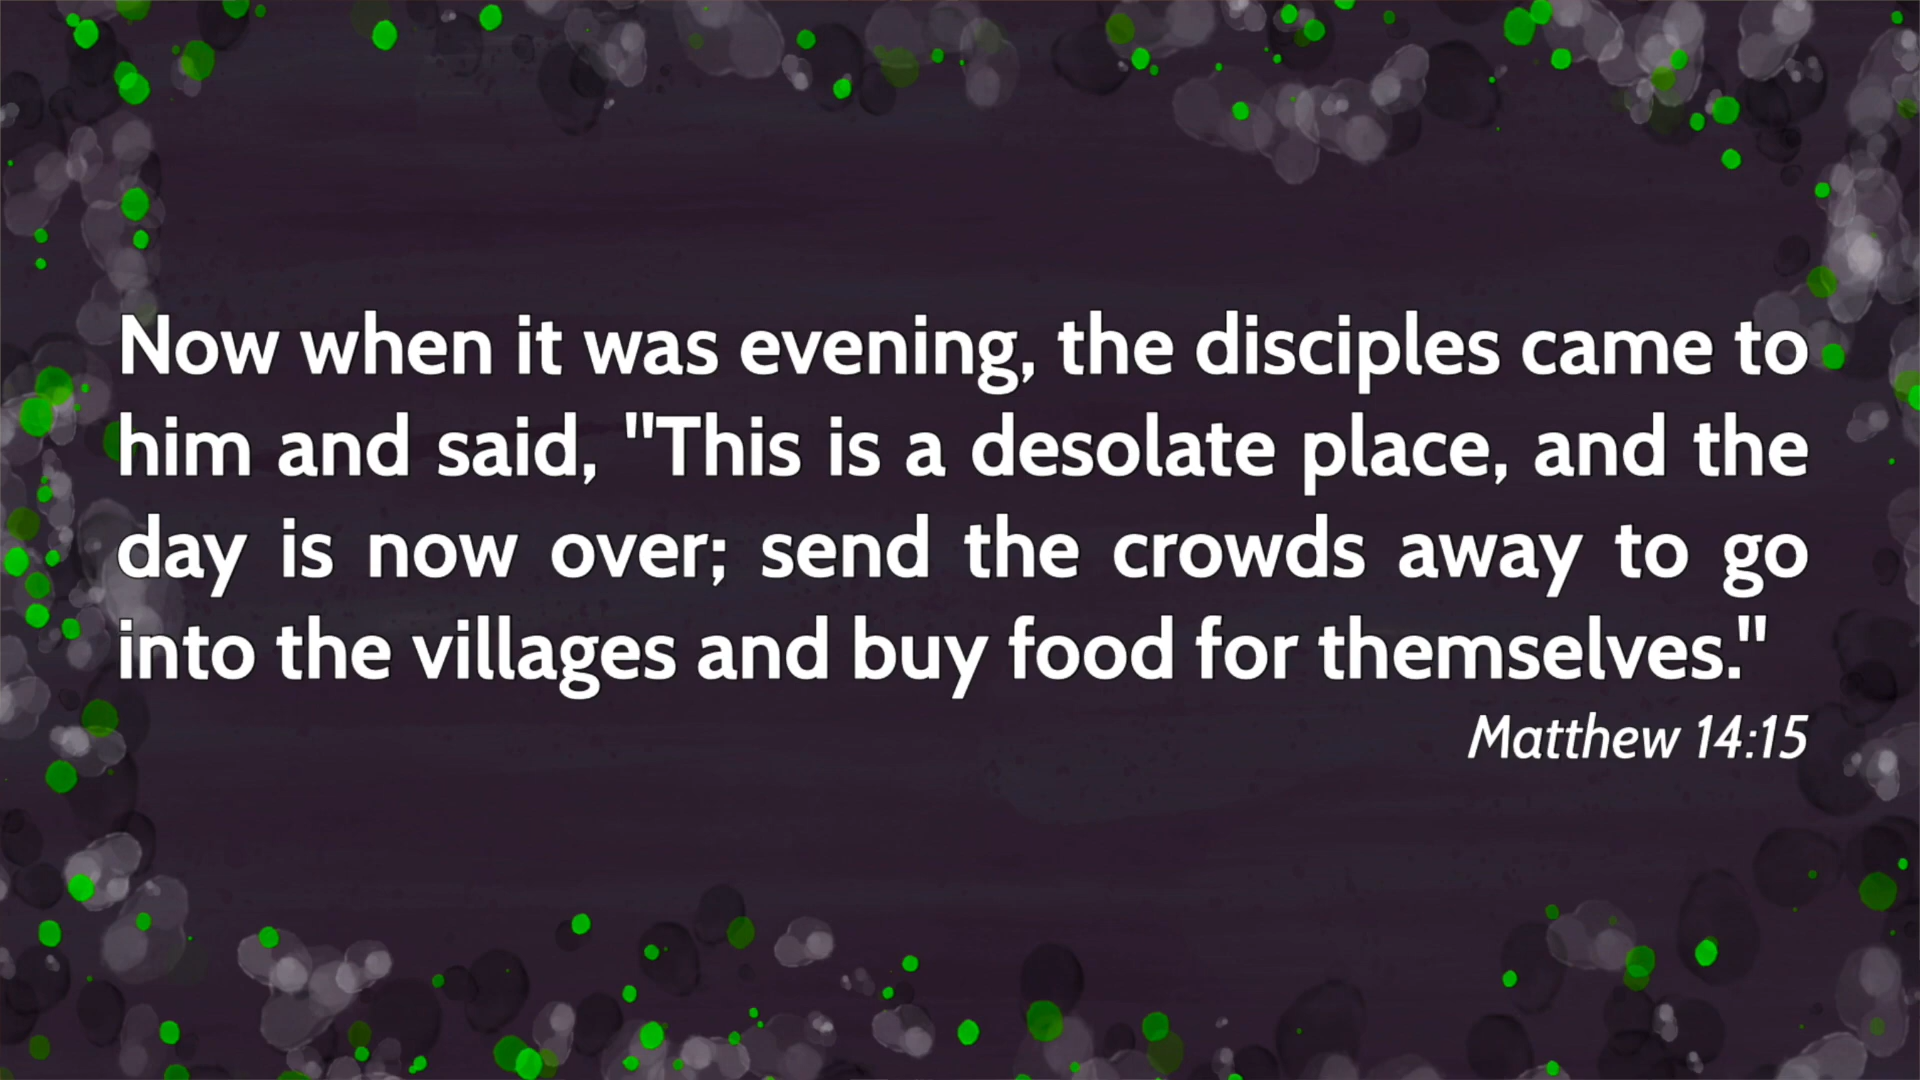 Now when it was evening, the disciples came to
him and said, "This is a desolate place, and the
day is now over; send the crowds away to go
into the villages and buy food for themselves."
Matthew 14:15